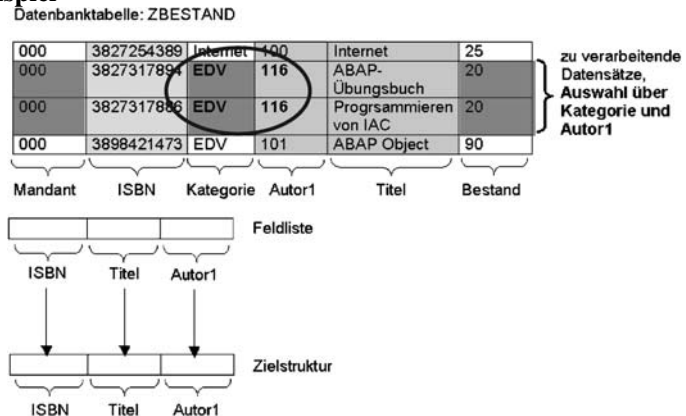 Datenbanktabelle: ZBESTAND
000 3827254389 Internet 100 Internet 25
000 3827317894 EDV 116 ABAP- 20
Übungsbuch
000 3827317886 EDV 116 Progrsammieren 20
von IAC
000 3898421473 EDV 101 ABAP Object 90
zu verarbeitende
Datensätze,
Auswahl über
Kategorie und
Autor1
Mandant ISBN Kategorie Autor1 Titel Bestand
Feldliste
ISBN Titel Autor1
Zielstruktur
ISBN Titel Autor1